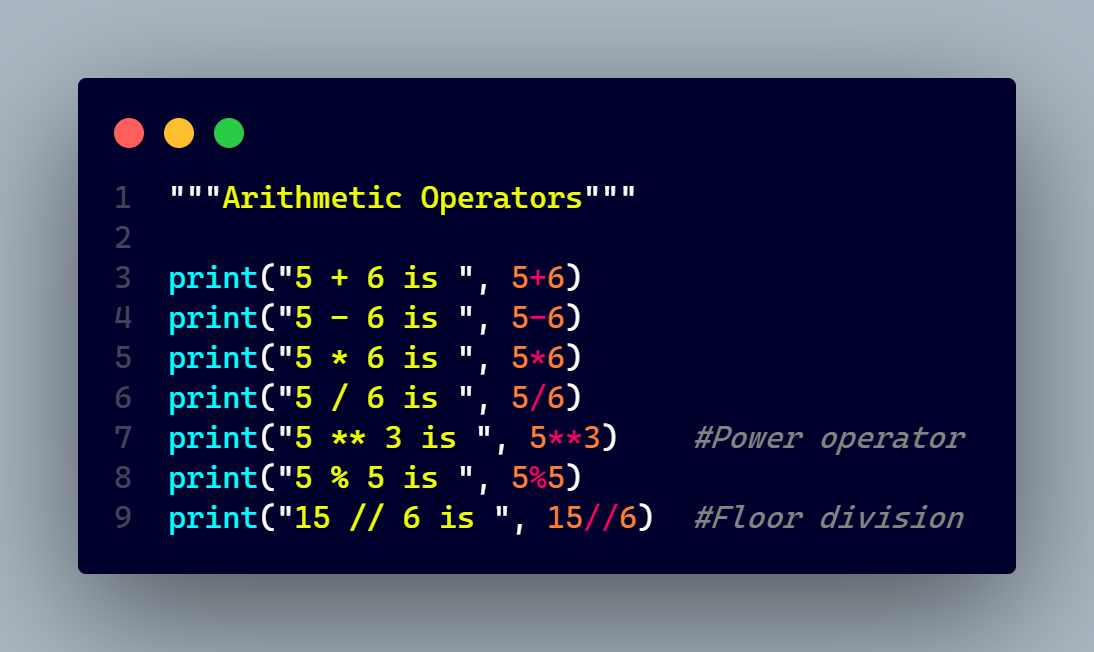 1 """Arithmetic Operators"""
2
3 print("5 + 6 is ", 5+6)
4 print("5 - 6 is ", 5-6)
5 print("5 * 6 is ", 5*6)
6 print("5 / 6 is ", 5/6)
7 print("5 ** 3 is ", 5**3) #Power operator
8 print("5 % 5 is ", 5%5)
9 print("15 // 6 is ", 15//6) #Floor division